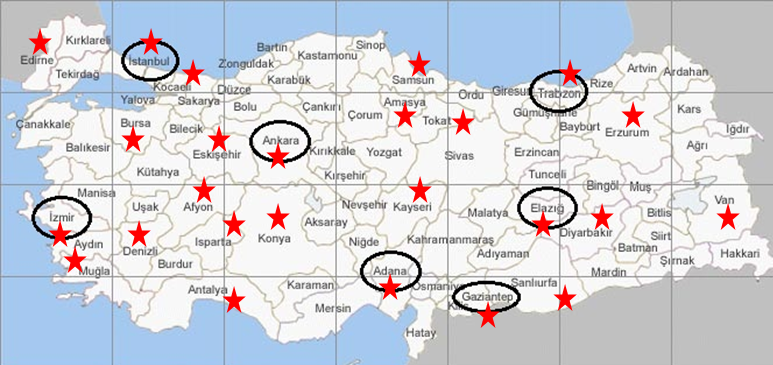 Kırklareli
Edirne
Tekirdağ
İstanbul
Kocaeli
Yalova
Sakarya
Düzce
Zonguldak
Bartın
Karabük
Kastamonu
Sinop
Samsun
Ordu
Giresun
Trabzon
Rize
Artvin
Ardahan
Çanakkale
Balıkesir
Bursa
Bilecik
Eskişehir
Bolu
Ankara
Çankırı
Kırıkkale
Çorum
Amasya
Tokat
Yozgat
Sivas
Gümüşhane
Bayburt
Erzurum
Kars
Iğdır
Ağrı
Erzincan
Kütahya
Kırşehir
Tunceli
Manisa
İzmir
Uşak
Afyon
Aydın
Denizli
Muğla
Burdur
Isparta
Konya
Aksaray
Nevşehir
Kayseri
Niğde
Kahramanmaraş
Malatya
Elazığ
Bingöl
Muş
Bitlis
Van
Diyarbakır
Siirt
Batman
Adıyaman
Mardin
Şırnak
Hakkari
Antalya
Karaman
Mersin
Adana
Osmaniye
Gaziantep
Kilis
Şanlıurfa
Hatay